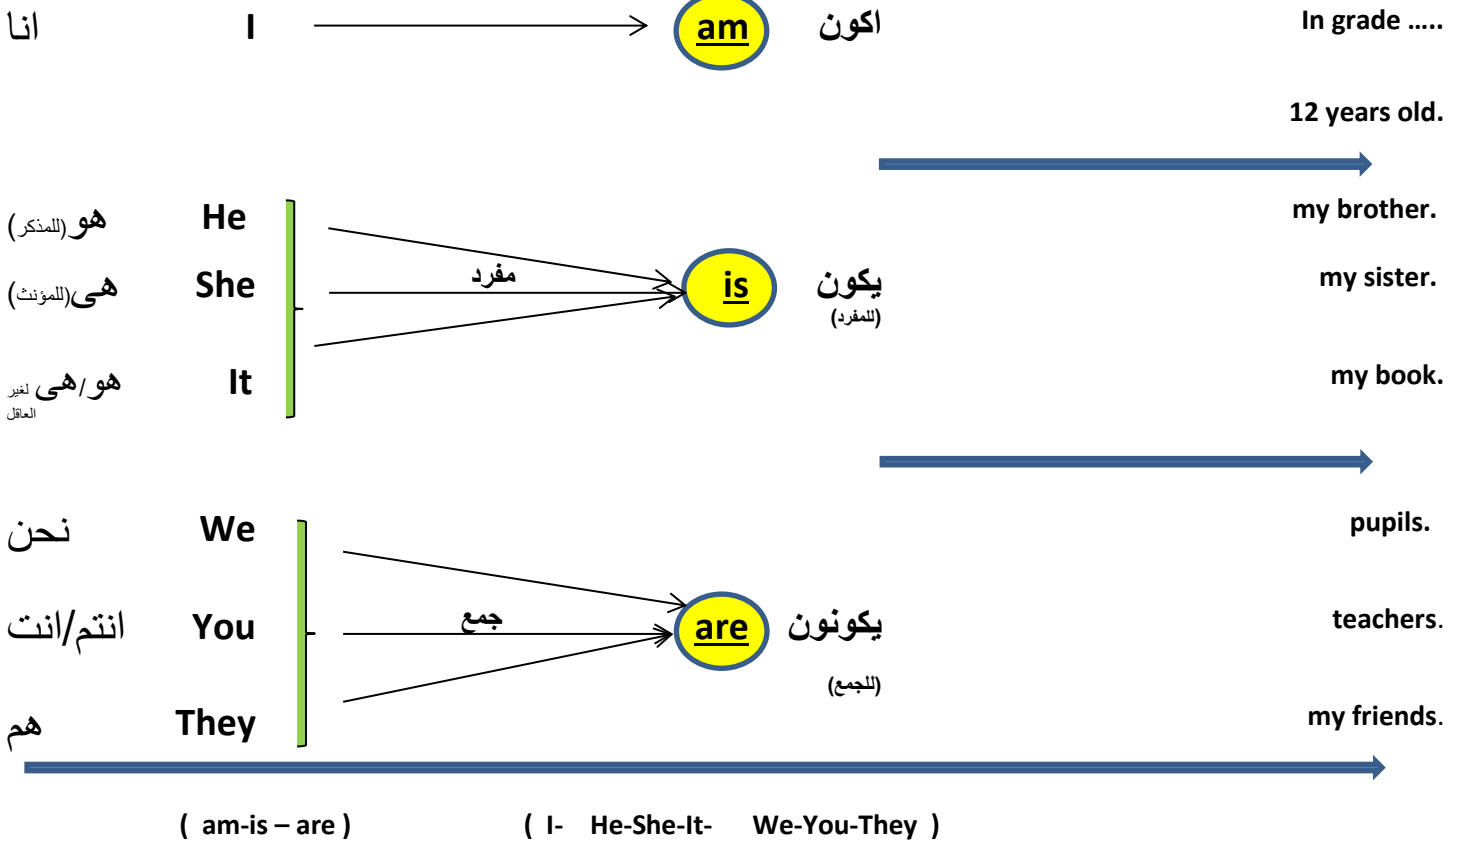 انا I am اكون In grade .....
12 years old.
هو (للمذكر) He my brother.
هى (للمؤنث) She مفرد is يكون my sister.
(للمفرد)
هو/هى لغير It my book.
العاقل
نحن We pupils.
انتم/انت You جمع are يكونون teachers.
(للجمع)
هم They my friends.
( am-is – are ) ( I- He-She-It- We-You-They )